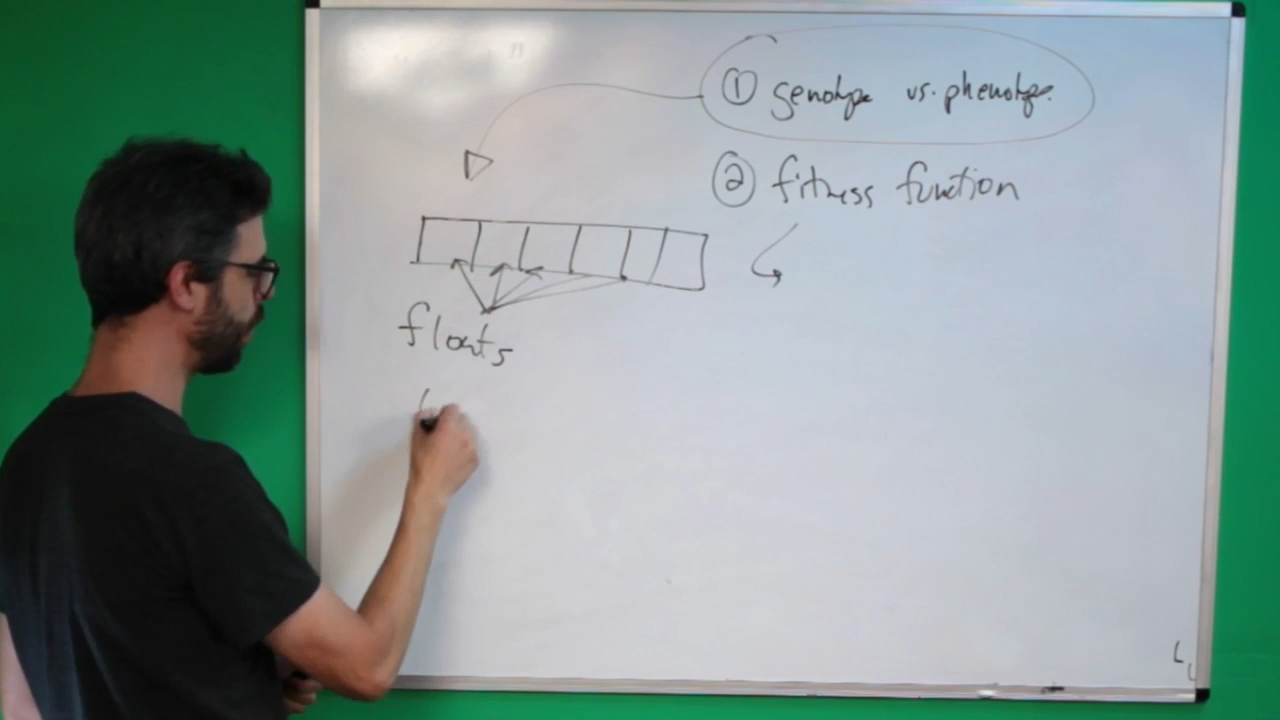 ① genotype vs. phenotype.
② fitness function
floats